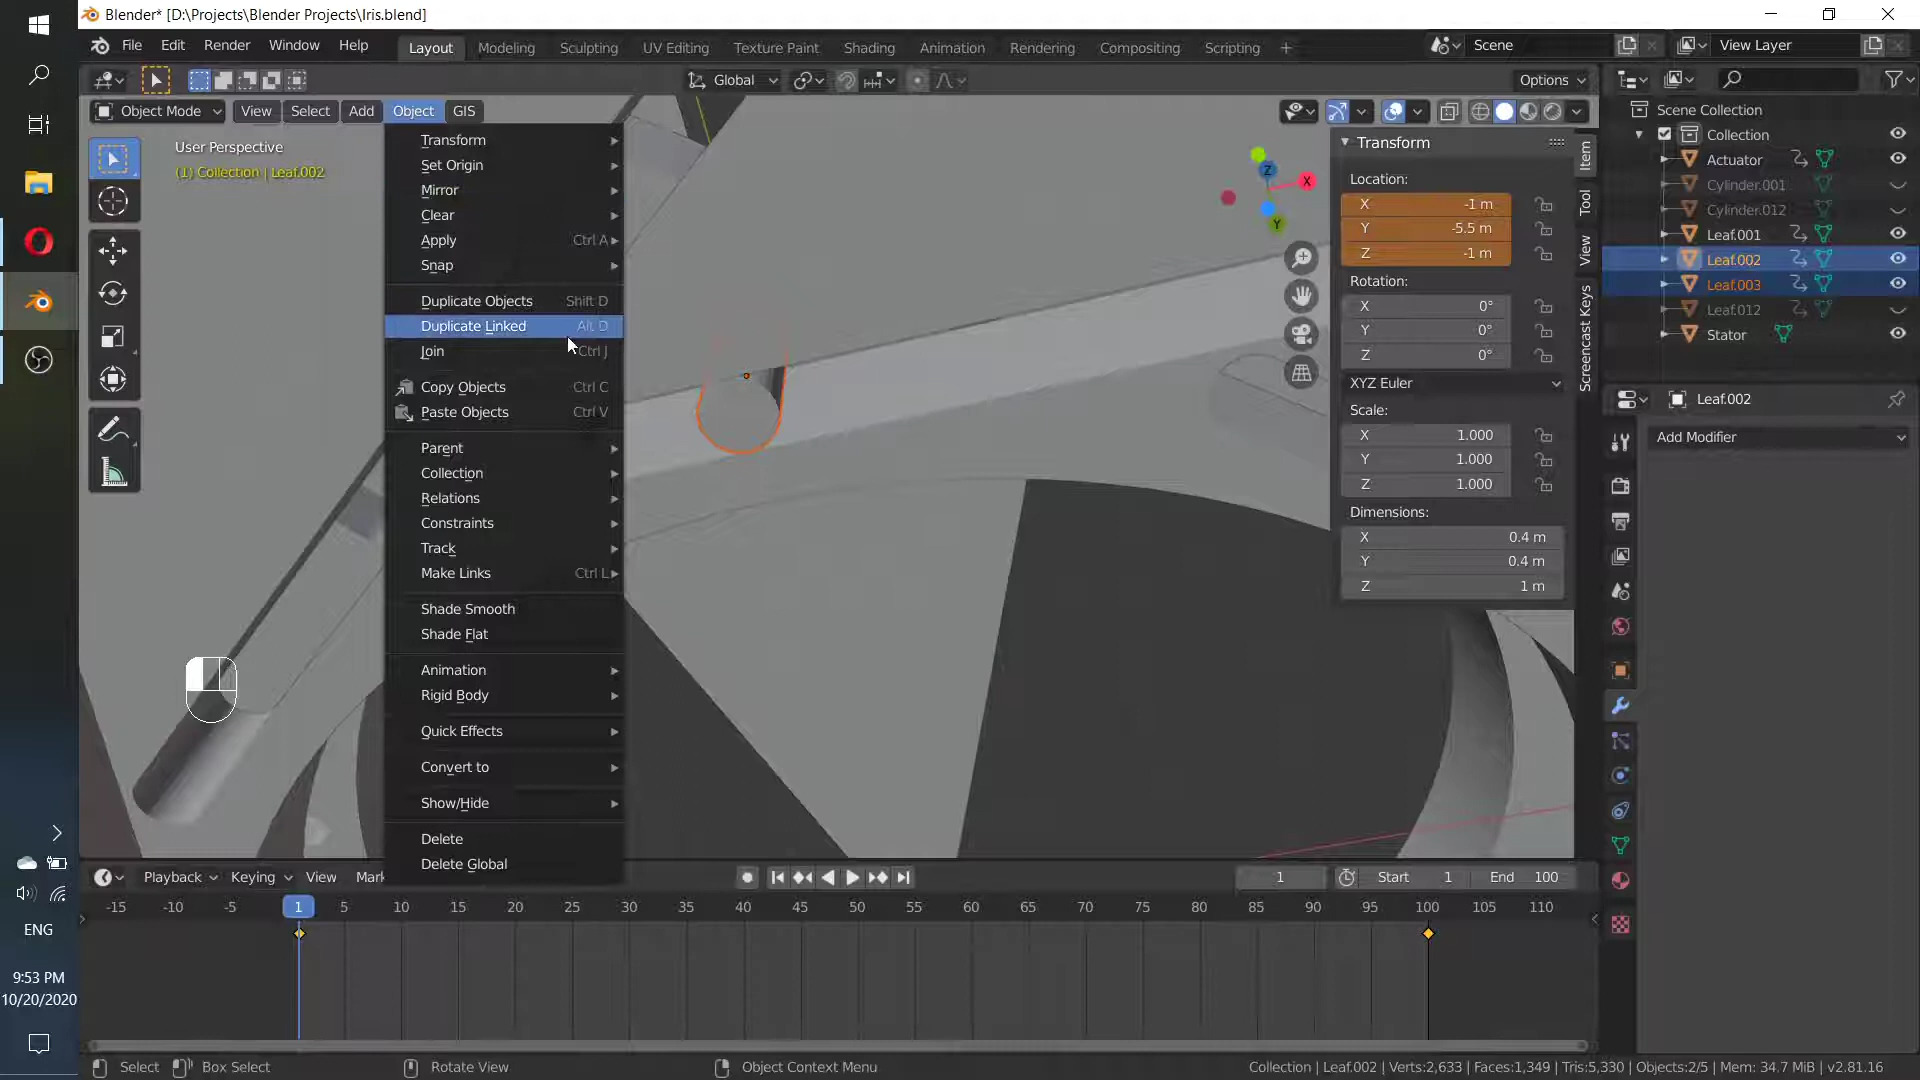 Blender* [D:\Projects\Blender Projects\Iris.blend]
File Edit Render Window Help Layout Modeling Sculpting UV Editing Texture Paint Shading Animation Rendering Compositing Scripting + Scene View Layer
Global Options
Object Mode View Select Add Object GIS
User Perspective
(1) Collection | Leaf.002
Transform
Set Origin
Mirror
Clear
Apply Ctrl A
Snap
Duplicate Objects Shift D
Duplicate Linked Alt D
Join Ctrl J
Copy Objects Ctrl C
Paste Objects Ctrl V
Parent
Collection
Relations
Constraints
Track
Make Links Ctrl L
Shade Smooth
Shade Flat
Animation
Rigid Body
Quick Effects
Convert to
Show/Hide
Delete
Delete Global
Z
X
Y
Transform
Location:
X -1 m
Y -5.5 m
Z -1 m
Rotation:
X 0°
Y 0°
Z 0°
XYZ Euler
Scale:
X 1.000
Y 1.000
Z 1.000
Dimensions:
X 0.4 m
Y 0.4 m
Z 1 m
Item
Tool
View
Screencast Keys
Scene Collection
Collection
Actuator
Cylinder.001
Cylinder.012
Leaf.001
Leaf.002
Leaf.003
Leaf.012
Stator
Leaf.002
Add Modifier
Playback Keying View Mark 1 Start 1 End 100
-15 -10 -5 1 5 10 15 20 25 30 35 40 45 50 55 60 65 70 75 80 85 90 95 100 105 110
ENG
9:53 PM
10/20/2020
Select Box Select Rotate View Object Context Menu Collection | Leaf.002 | Verts:2,633 | Faces:1,349 | Tris:5,330 | Objects:2/5 | Mem: 34.7 MiB | v2.81.16